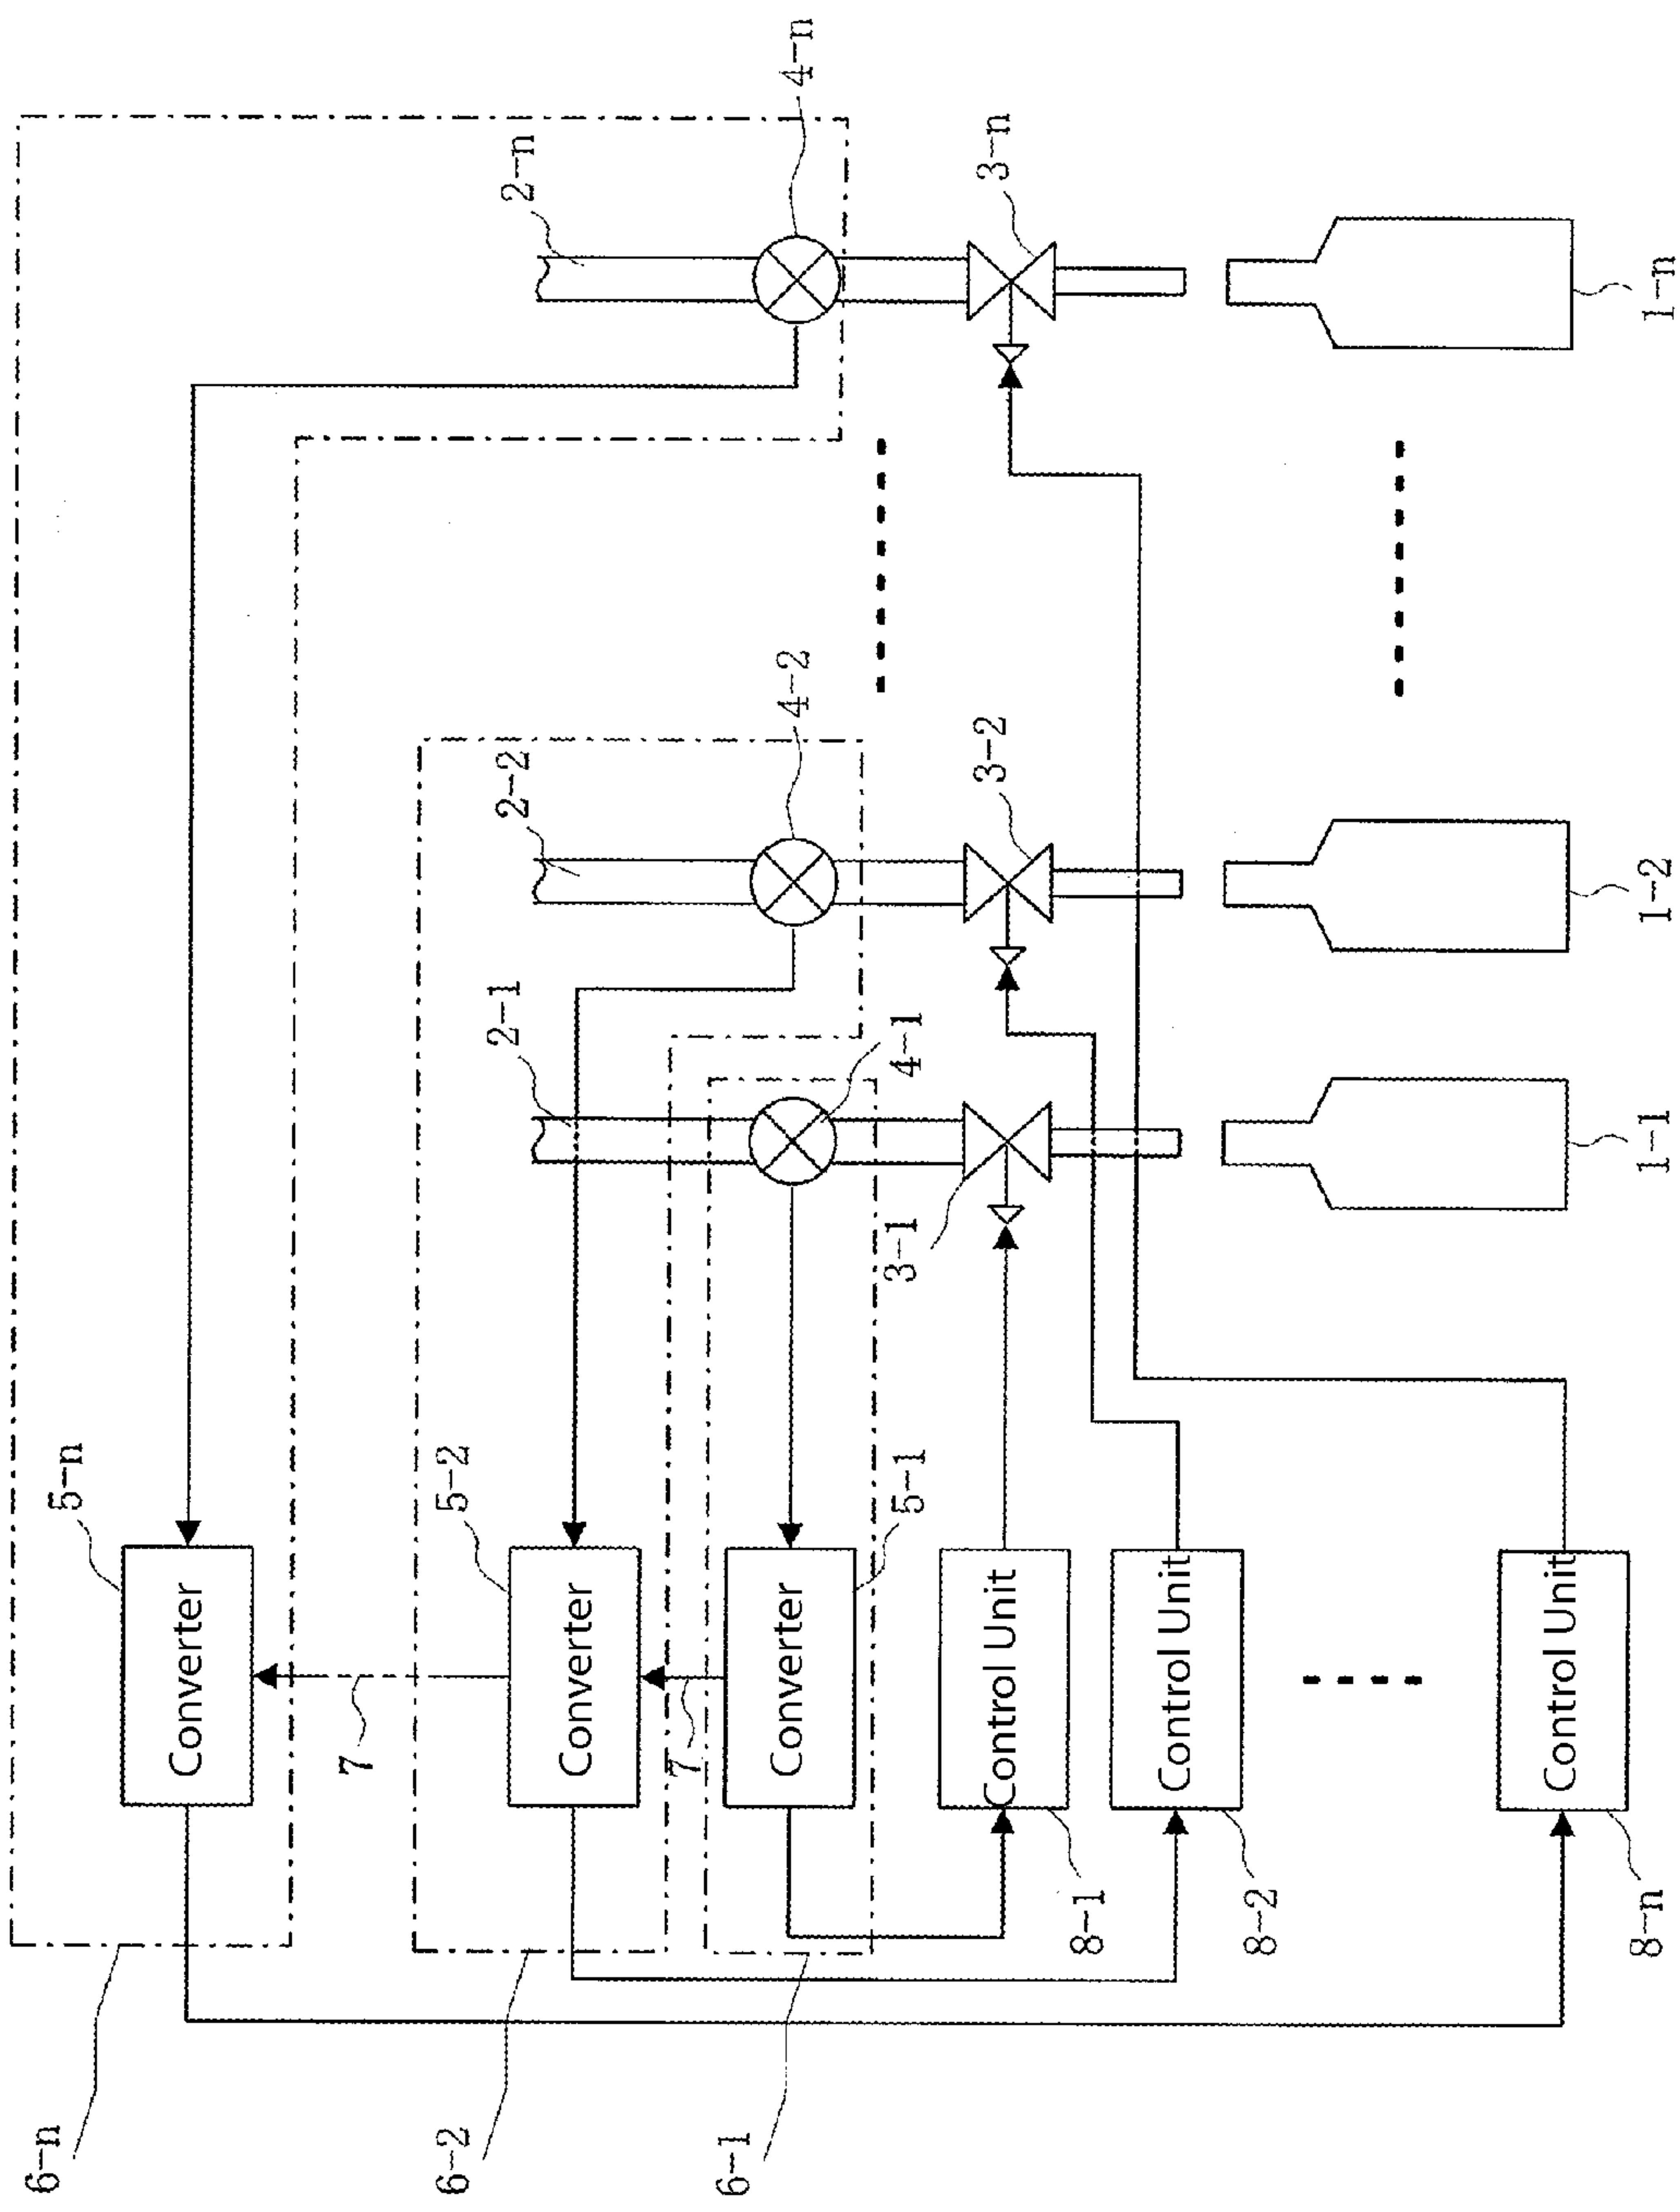 6-n
5-n
Converter
2-n
4-n
3-n
1-n
7
6-2
5-2
Converter
2-2
4-2
3-2
1-2
7
6-1
5-1
Converter
2-1
4-1
3-1
1-1
Control Unit
8-1
Control Unit
8-2
Control Unit
8-n